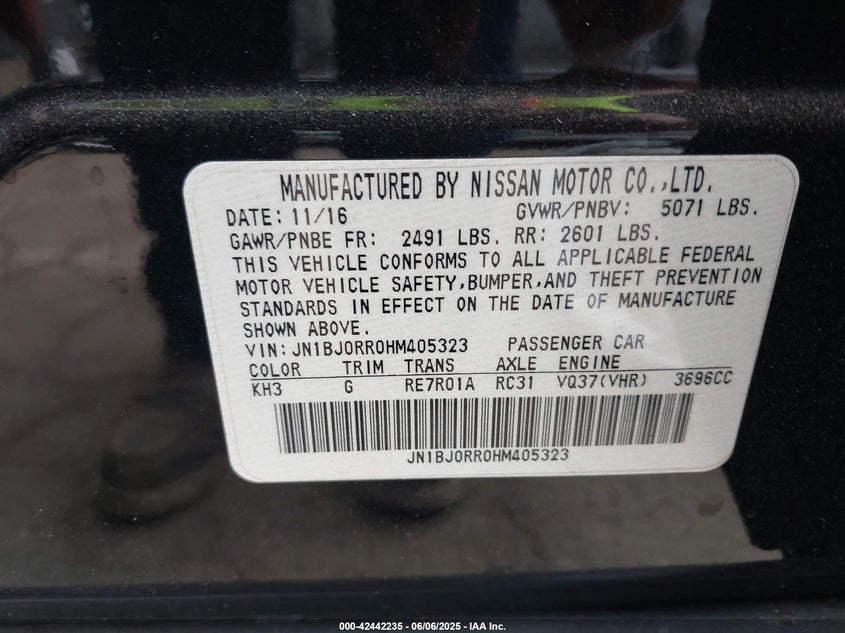 MANUFACTURED BY NISSAN MOTOR CO.,LTD.
DATE: 11/16 GVWR/PNBV: 5071 LBS.
GAWR/PNBE FR: 2491 LBS. RR: 2601 LBS.
THIS VEHICLE CONFORMS TO ALL APPLICABLE FEDERAL
MOTOR VEHICLE SAFETY,BUMPER,AND THEFT PREVENTION
STANDARDS IN EFFECT ON THE DATE OF MANUFACTURE
SHOWN ABOVE.
VIN:JN1BJ0RR0HM405323 PASSENGER CAR
COLOR TRIM TRANS AXLE ENGINE
KH3 G RE7R01A RC31 VQ37(VHR) 3696CC
JN1BJ0RR0HM405323
000-42442235 - 06/06/2025 - IAA Inc.